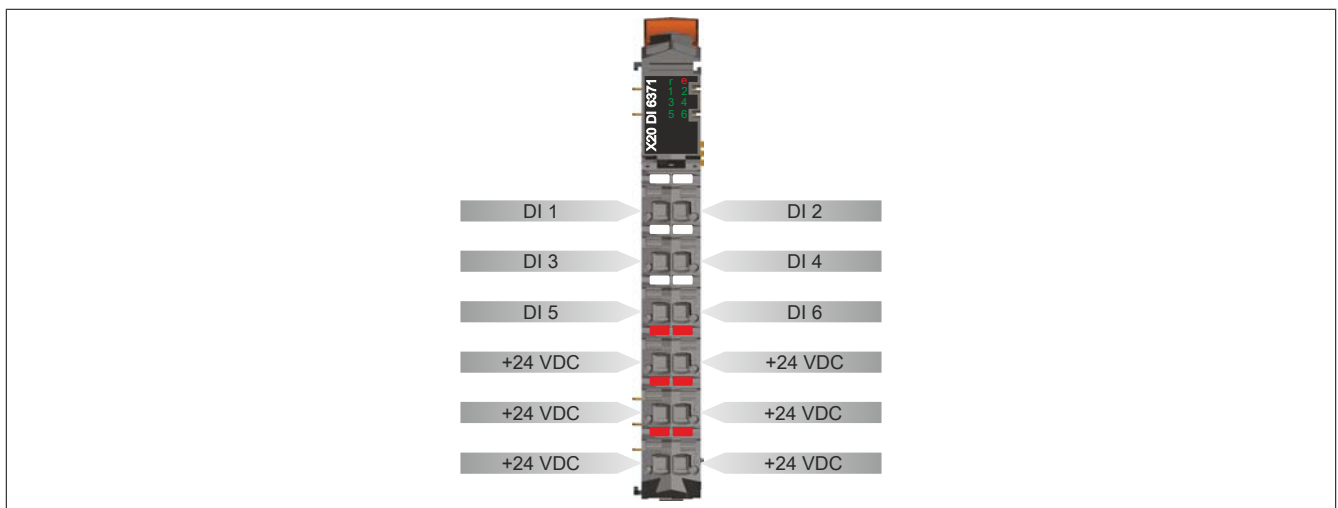 X20 DI 6371
r e
1 2
3 4
5 6
DI 1 DI 2
DI 3 DI 4
DI 5 DI 6
+24 VDC +24 VDC
+24 VDC +24 VDC
+24 VDC +24 VDC